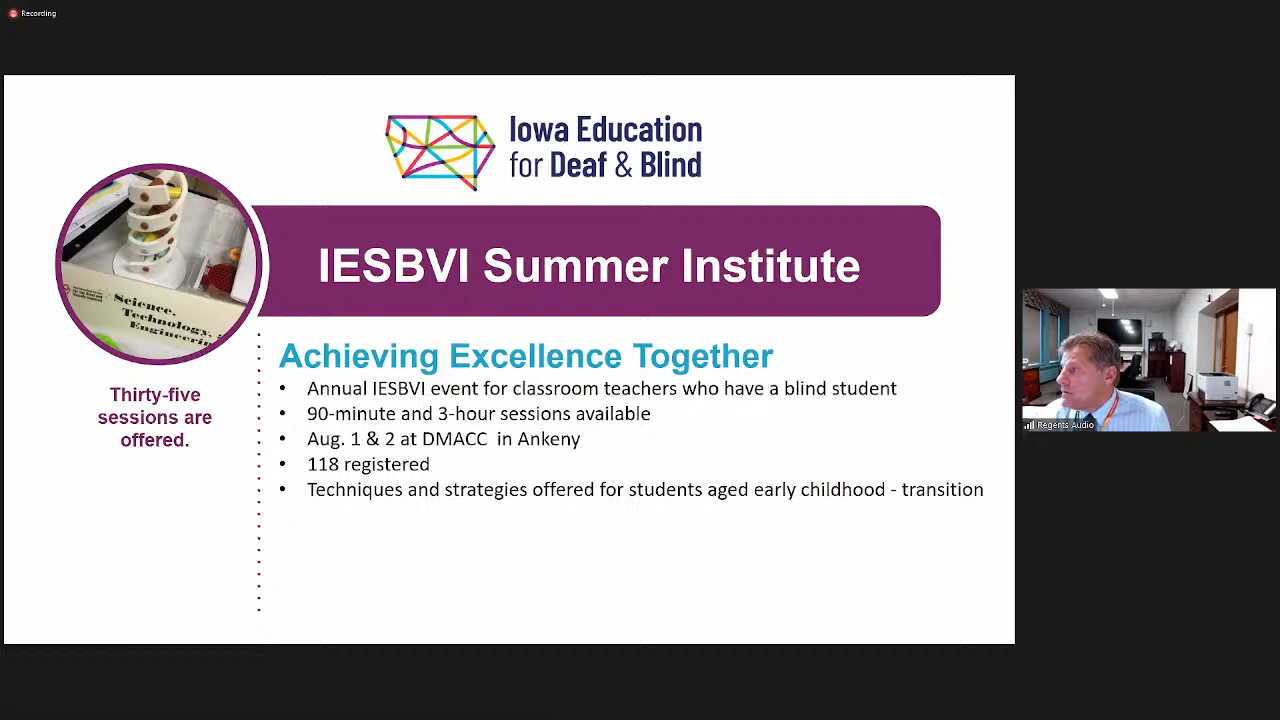 Recording
Iowa Education
for Deaf & Blind
IESBVI Summer Institute
Science,
Technology,
Engineering
Thirty-five
sessions are
offered.
Achieving Excellence Together
• Annual IESBVI event for classroom teachers who have a blind student
• 90-minute and 3-hour sessions available
• Aug. 1 & 2 at DMACC in Ankeny
• 118 registered
• Techniques and strategies offered for students aged early childhood - transition
Regents Audio